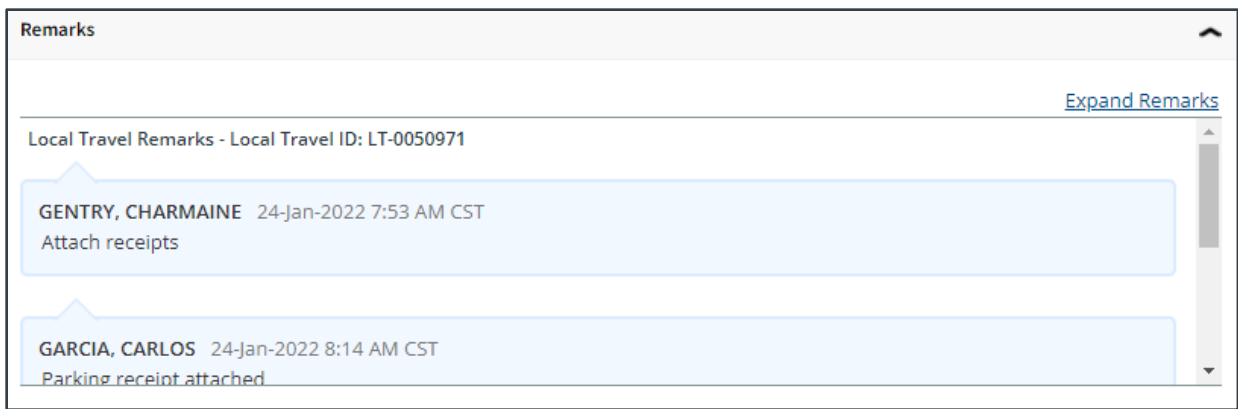 Remarks
Expand Remarks
Local Travel Remarks - Local Travel ID: LT-0050971
GENTRY, CHARMAINE 24-Jan-2022 7:53 AM CST
Attach receipts
GARCIA, CARLOS 24-Jan-2022 8:14 AM CST
Parking receipt attached